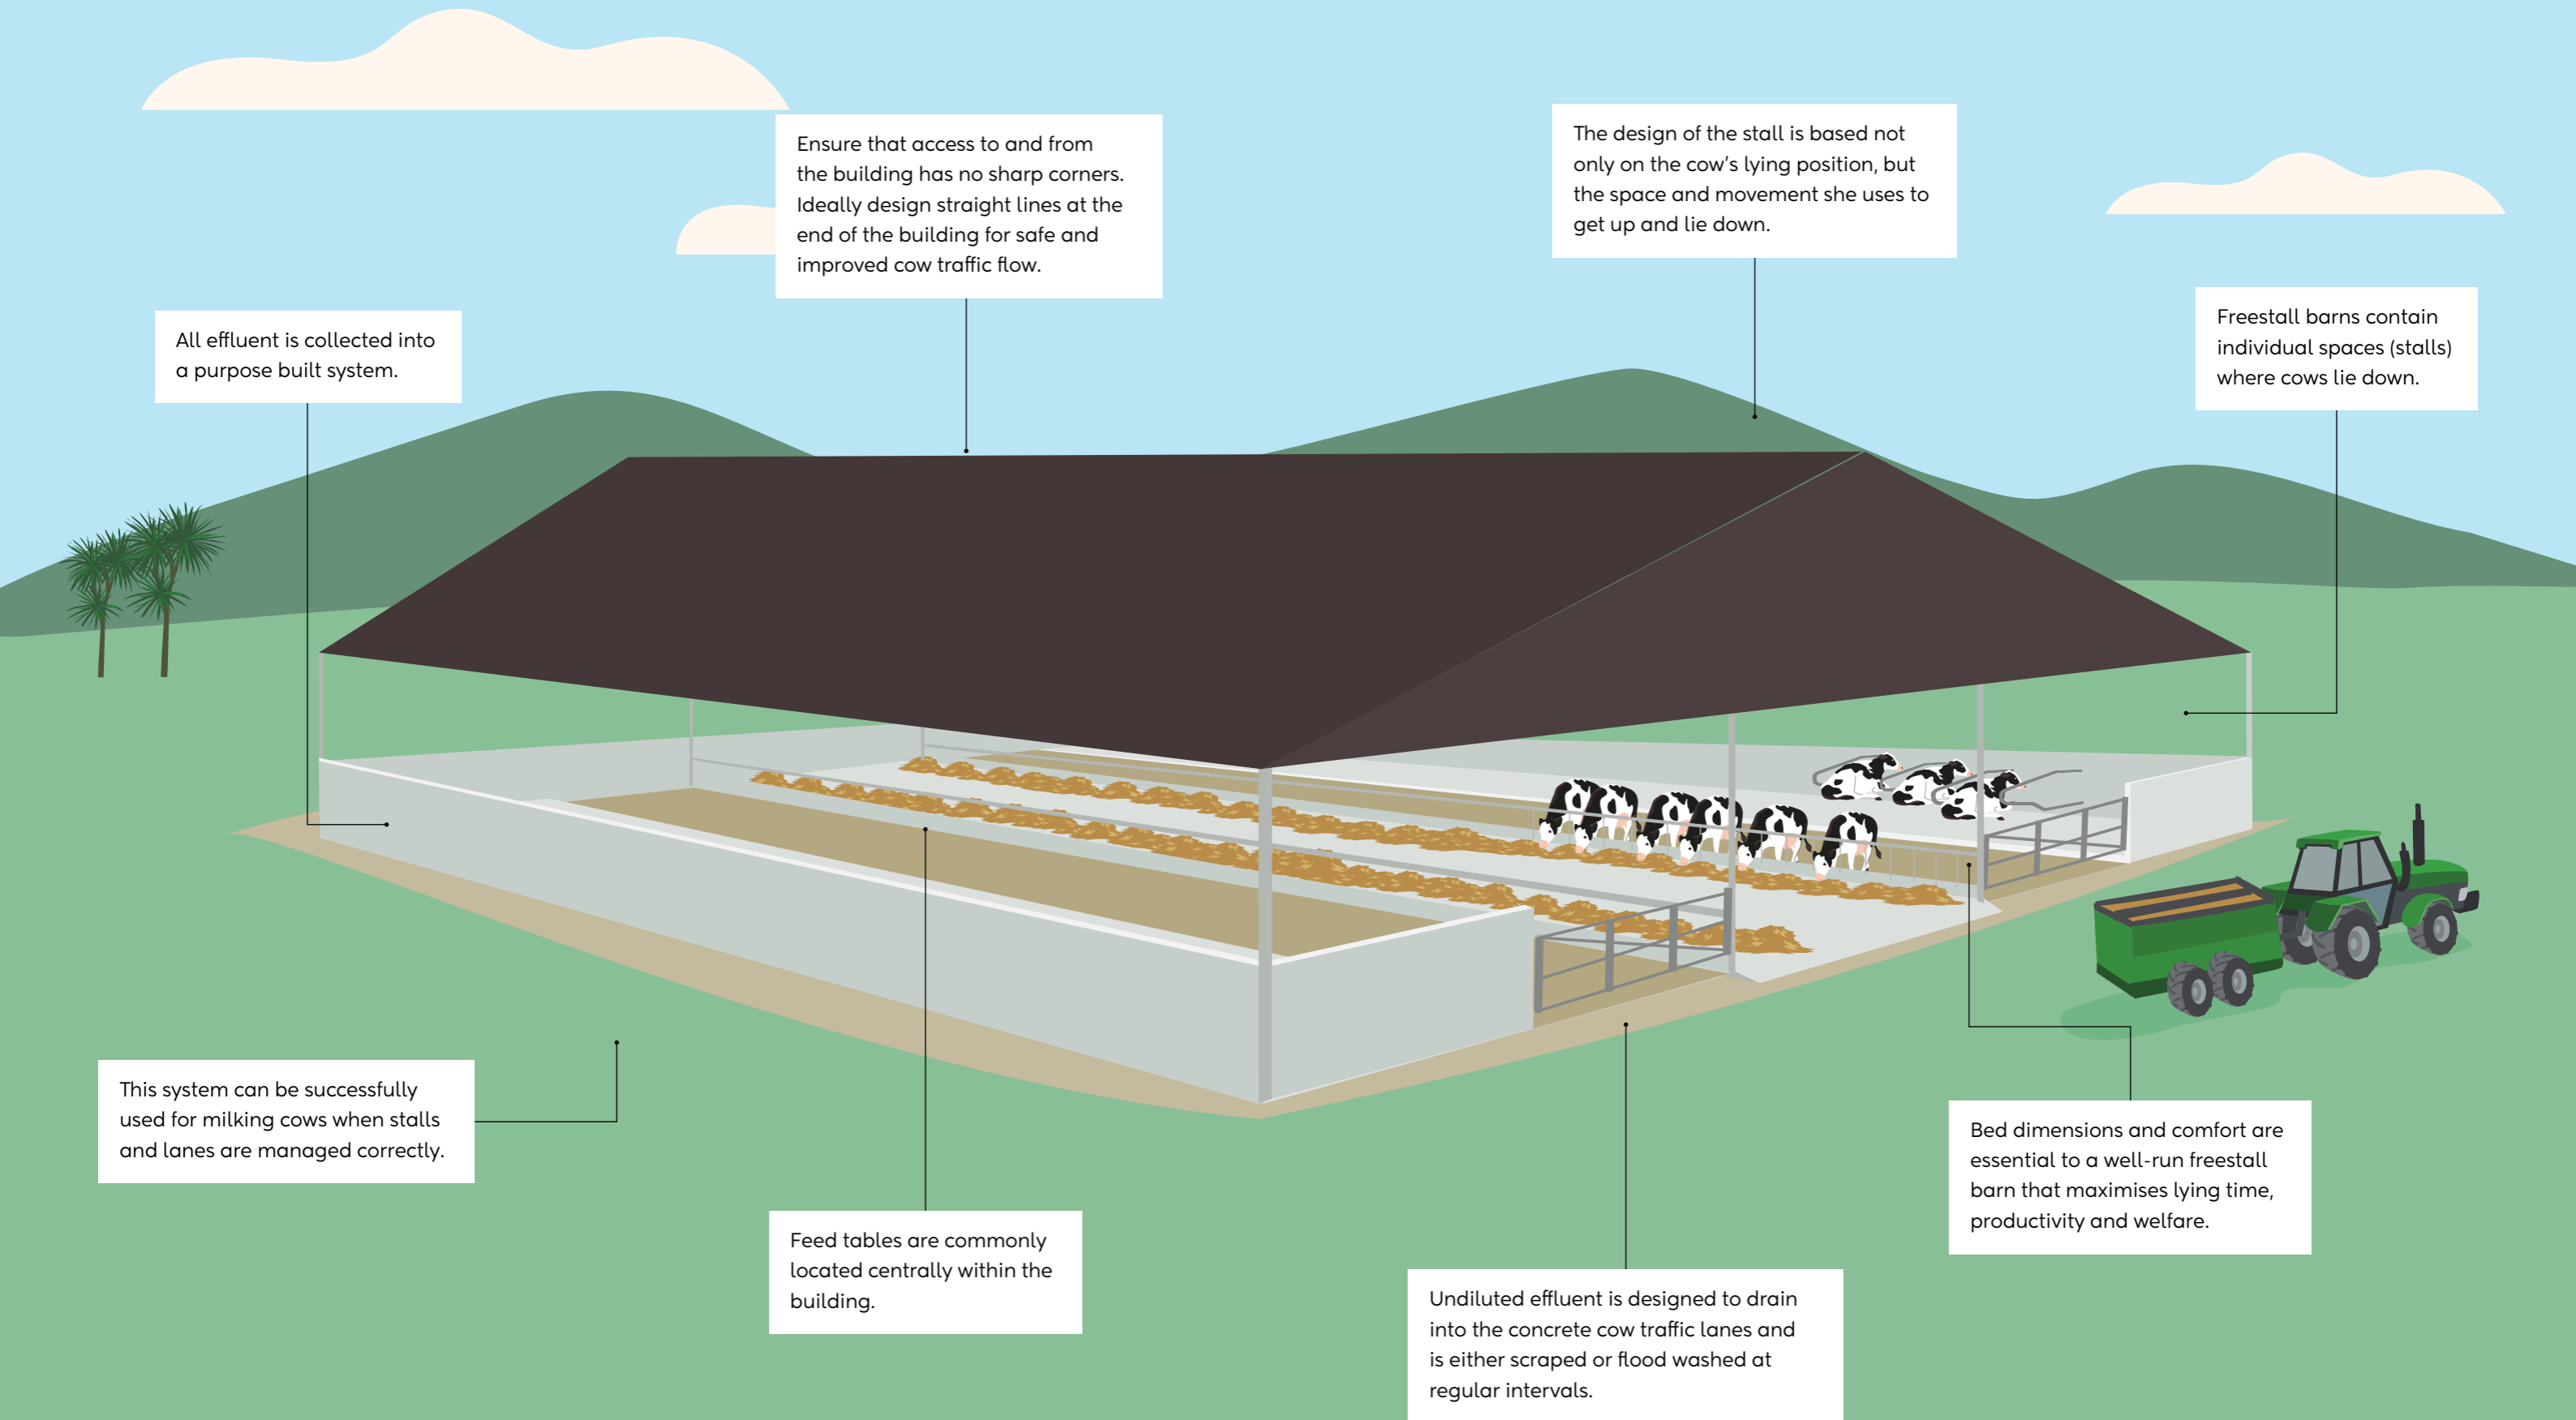 Ensure that access to and from
the building has no sharp corners.
Ideally design straight lines at the
end of the building for safe and
improved cow traffic flow.
The design of the stall is based not
only on the cow's lying position, but
the space and movement she uses to
get up and lie down.
Freestall barns contain
individual spaces (stalls)
where cows lie down.
All effluent is collected into
a purpose built system.
This system can be successfully
used for milking cows when stalls
and lanes are managed correctly.
Feed tables are commonly
located centrally within the
building.
Undiluted effluent is designed to drain
into the concrete cow traffic lanes and
is either scraped or flood washed at
regular intervals.
Bed dimensions and comfort are
essential to a well-run freestall
barn that maximises lying time,
productivity and welfare.